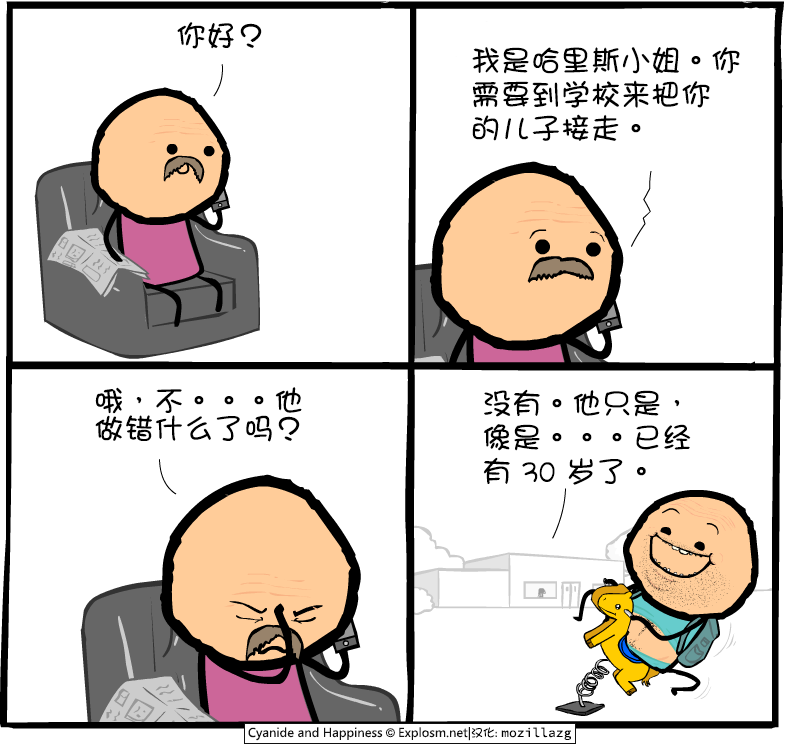 你好？
我是哈里斯小姐。你
需要到学校来把你
的儿子接走。
哦，不。。。他
做错什么了吗？
没有。他只是，
像是。。。已经
有 30 岁了。
Cyanide and Happiness © Explosm.net|汉化: mozillazg